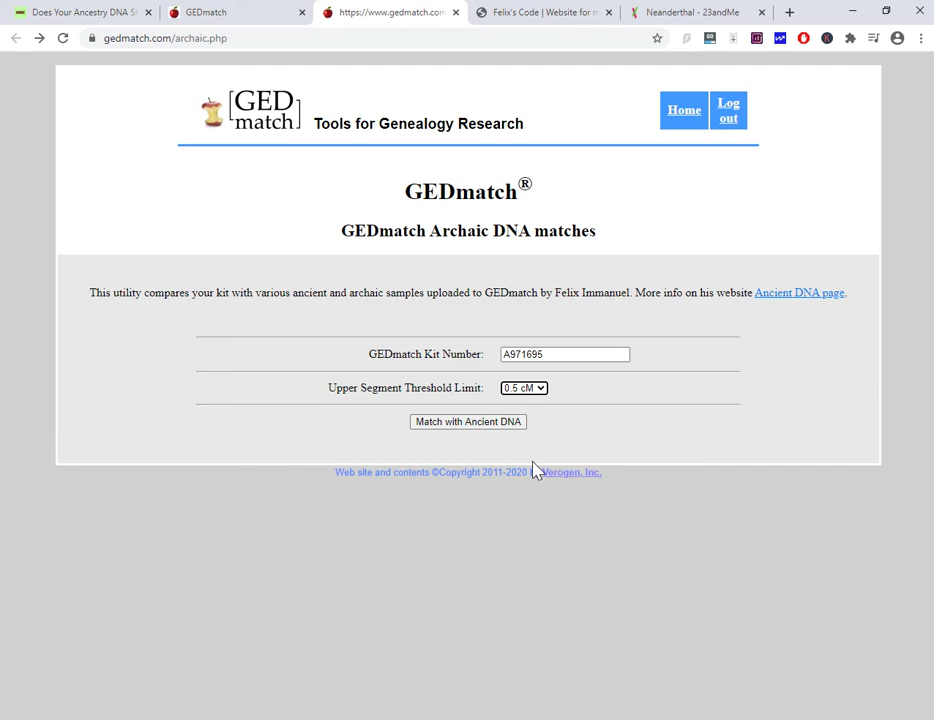 Does Your Ancestry DNA S
GEDmatch
https://www.gedmatch.com
Felix's Code | Website for m
Neanderthal - 23andMe
gedmatch.com/archaic.php
GED
match
Tools for Genealogy Research
Home
Log
out
GEDmatch®
GEDmatch Archaic DNA matches
This utility compares your kit with various ancient and archaic samples uploaded to GEDmatch by Felix Immanuel. More info on his website Ancient DNA page.
GEDmatch Kit Number: A971695
Upper Segment Threshold Limit: 0.5 cM
Match with Ancient DNA
Web site and contents ©Copyright 2011-2020 Verogen, Inc.